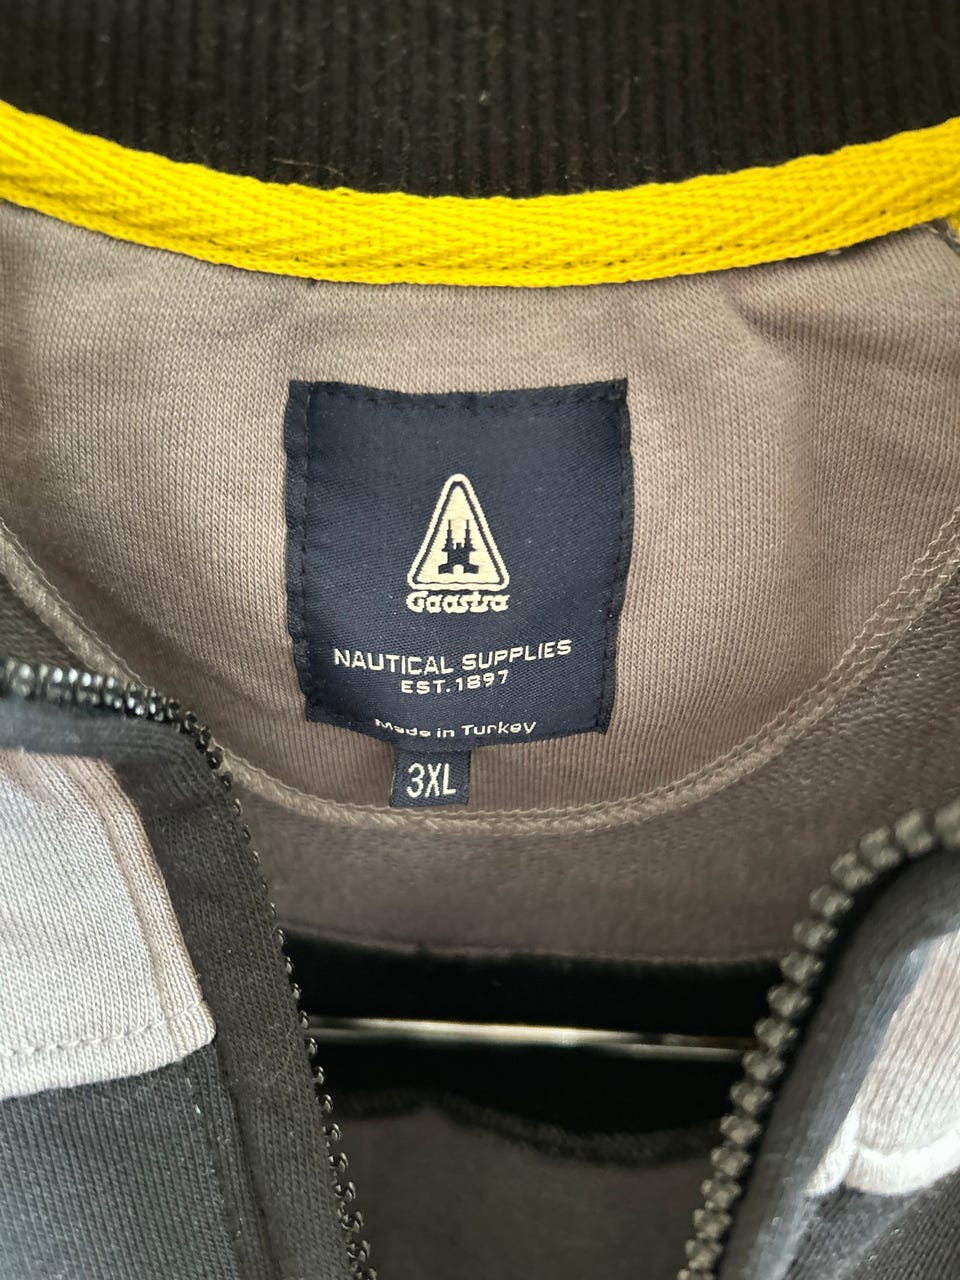 Gaastra
NAUTICAL SUPPLIES
EST.1897
Made in Turkey
3XL